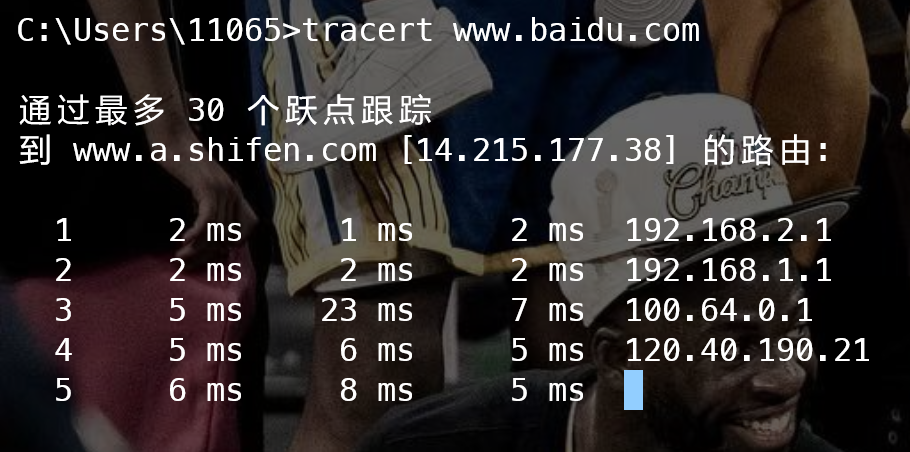 C:\Users\11065>tracert www.baidu.com
通过最多 30 个跃点跟踪
到 www.a.shifen.com [14.215.177.38] 的路由:
1 2 ms 1 ms 2 ms 192.168.2.1
2 2 ms 2 ms 2 ms 192.168.1.1
3 5 ms 23 ms 7 ms 100.64.0.1
4 5 ms 6 ms 5 ms 120.40.190.21
5 6 ms 8 ms 5 ms
The
Champ